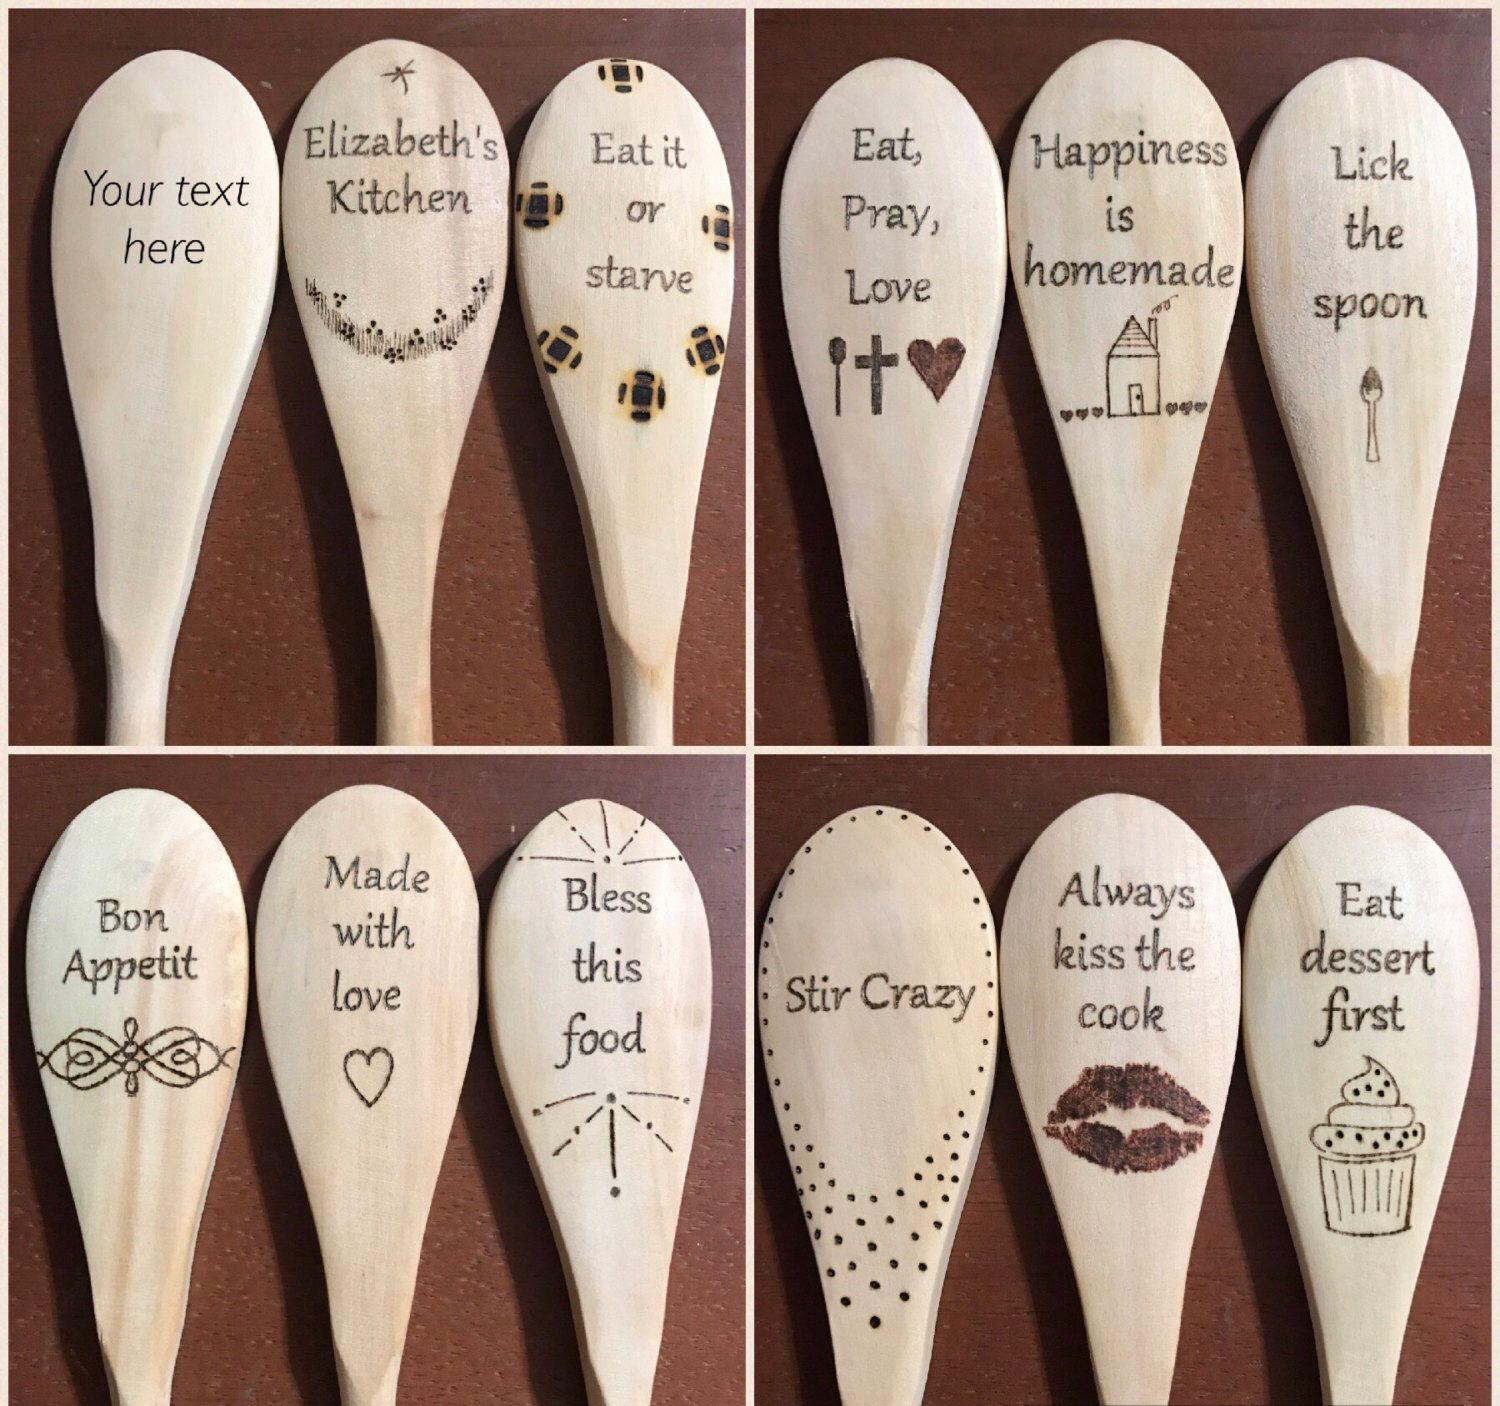 Your text
here
Elizabeth's
Kitchen
Eat it
or
starve
Eat,
Pray,
Love
Happiness
is
homemade
Lick
the
spoon
Bon
Appetit
Made
with
love
Bless
this
food
Stir Crazy
Always
kiss the
cook
Eat
dessert
first